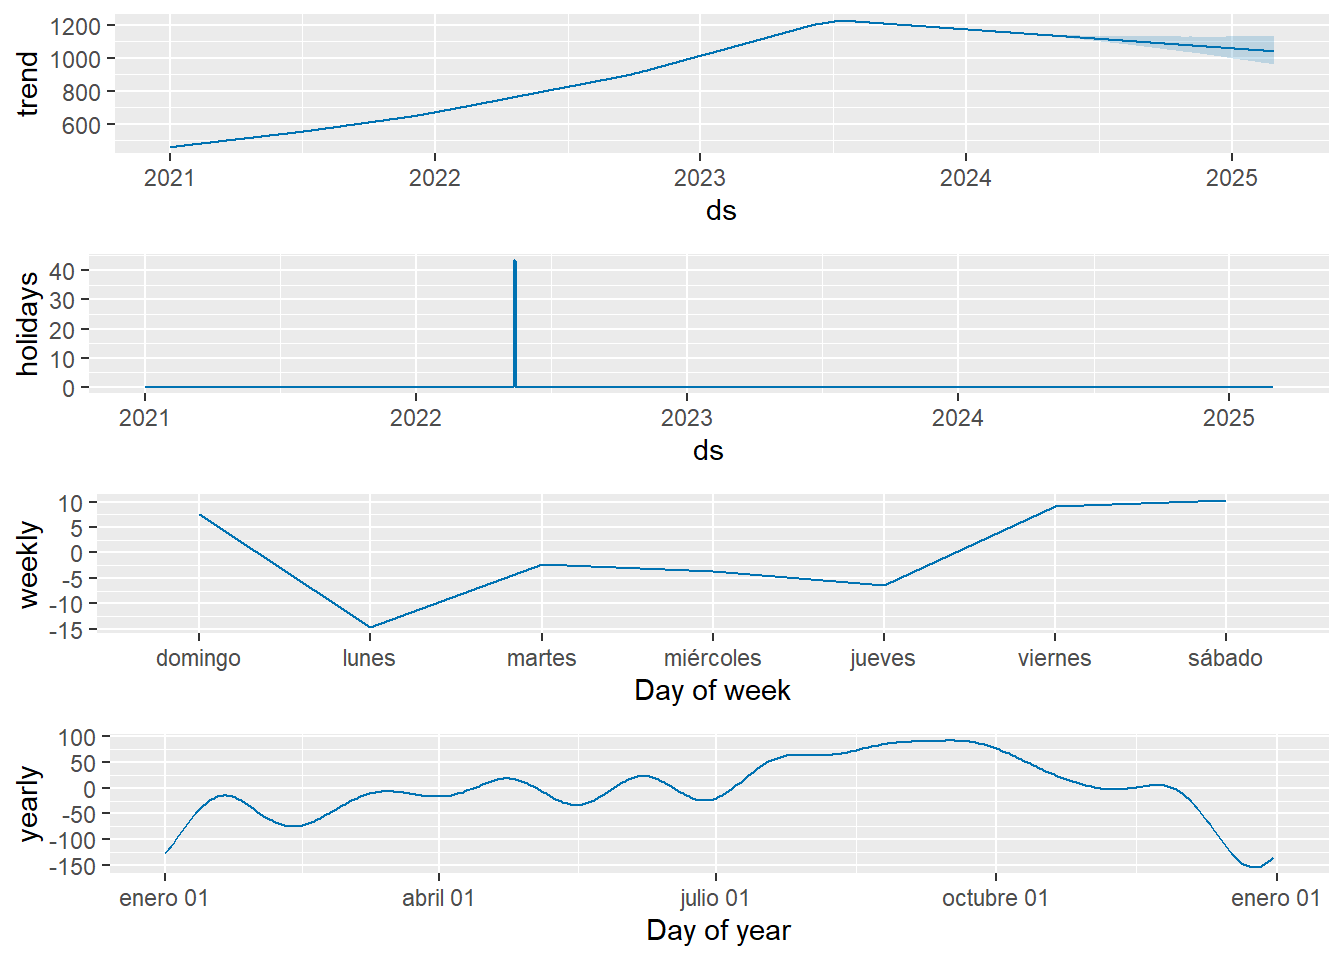 trend
1200
1000
800
600
2021 2022 2023 2024 2025
ds
holidays
40
30
20
10
0
2021 2022 2023 2024 2025
ds
weekly
10
5
0
-5
-10
-15
domingo lunes martes miércoles jueves viernes sábado
Day of week
yearly
100
50
0
-50
-100
-150
enero 01 abril 01 julio 01 octubre 01 enero 01
Day of year